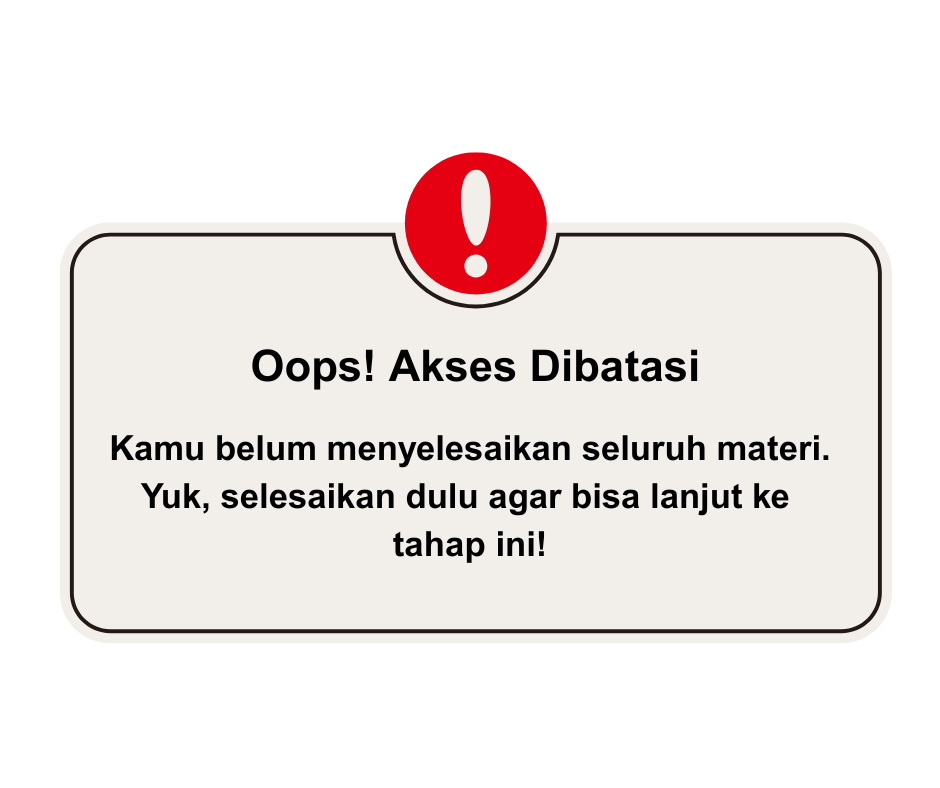 Oops! Akses Dibatasi
Kamu belum menyelesaikan seluruh materi.
Yuk, selesaikan dulu agar bisa lanjut ke
tahap ini!